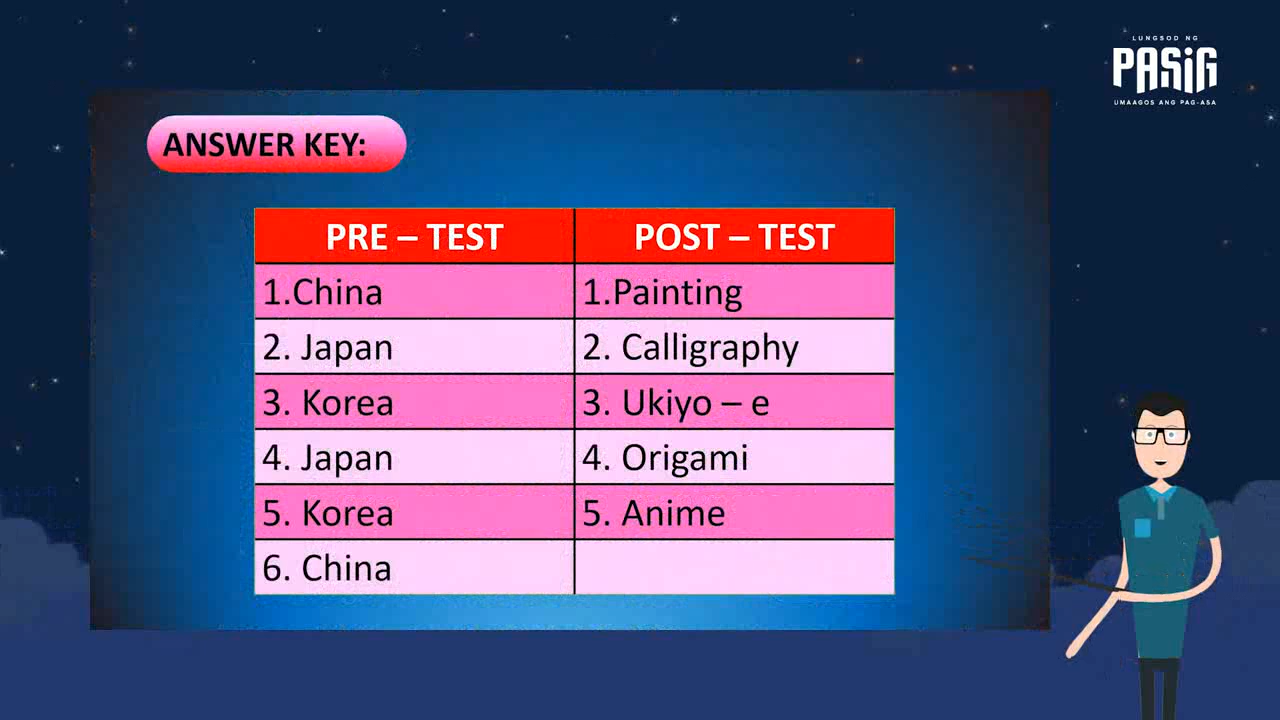 LUNGSOD NG
PASiG
UMAAGOS ANG PAG-ASA
ANSWER KEY:
PRE – TEST POST – TEST
1.China 1.Painting
2. Japan 2. Calligraphy
3. Korea 3. Ukiyo – e
4. Japan 4. Origami
5. Korea 5. Anime
6. China